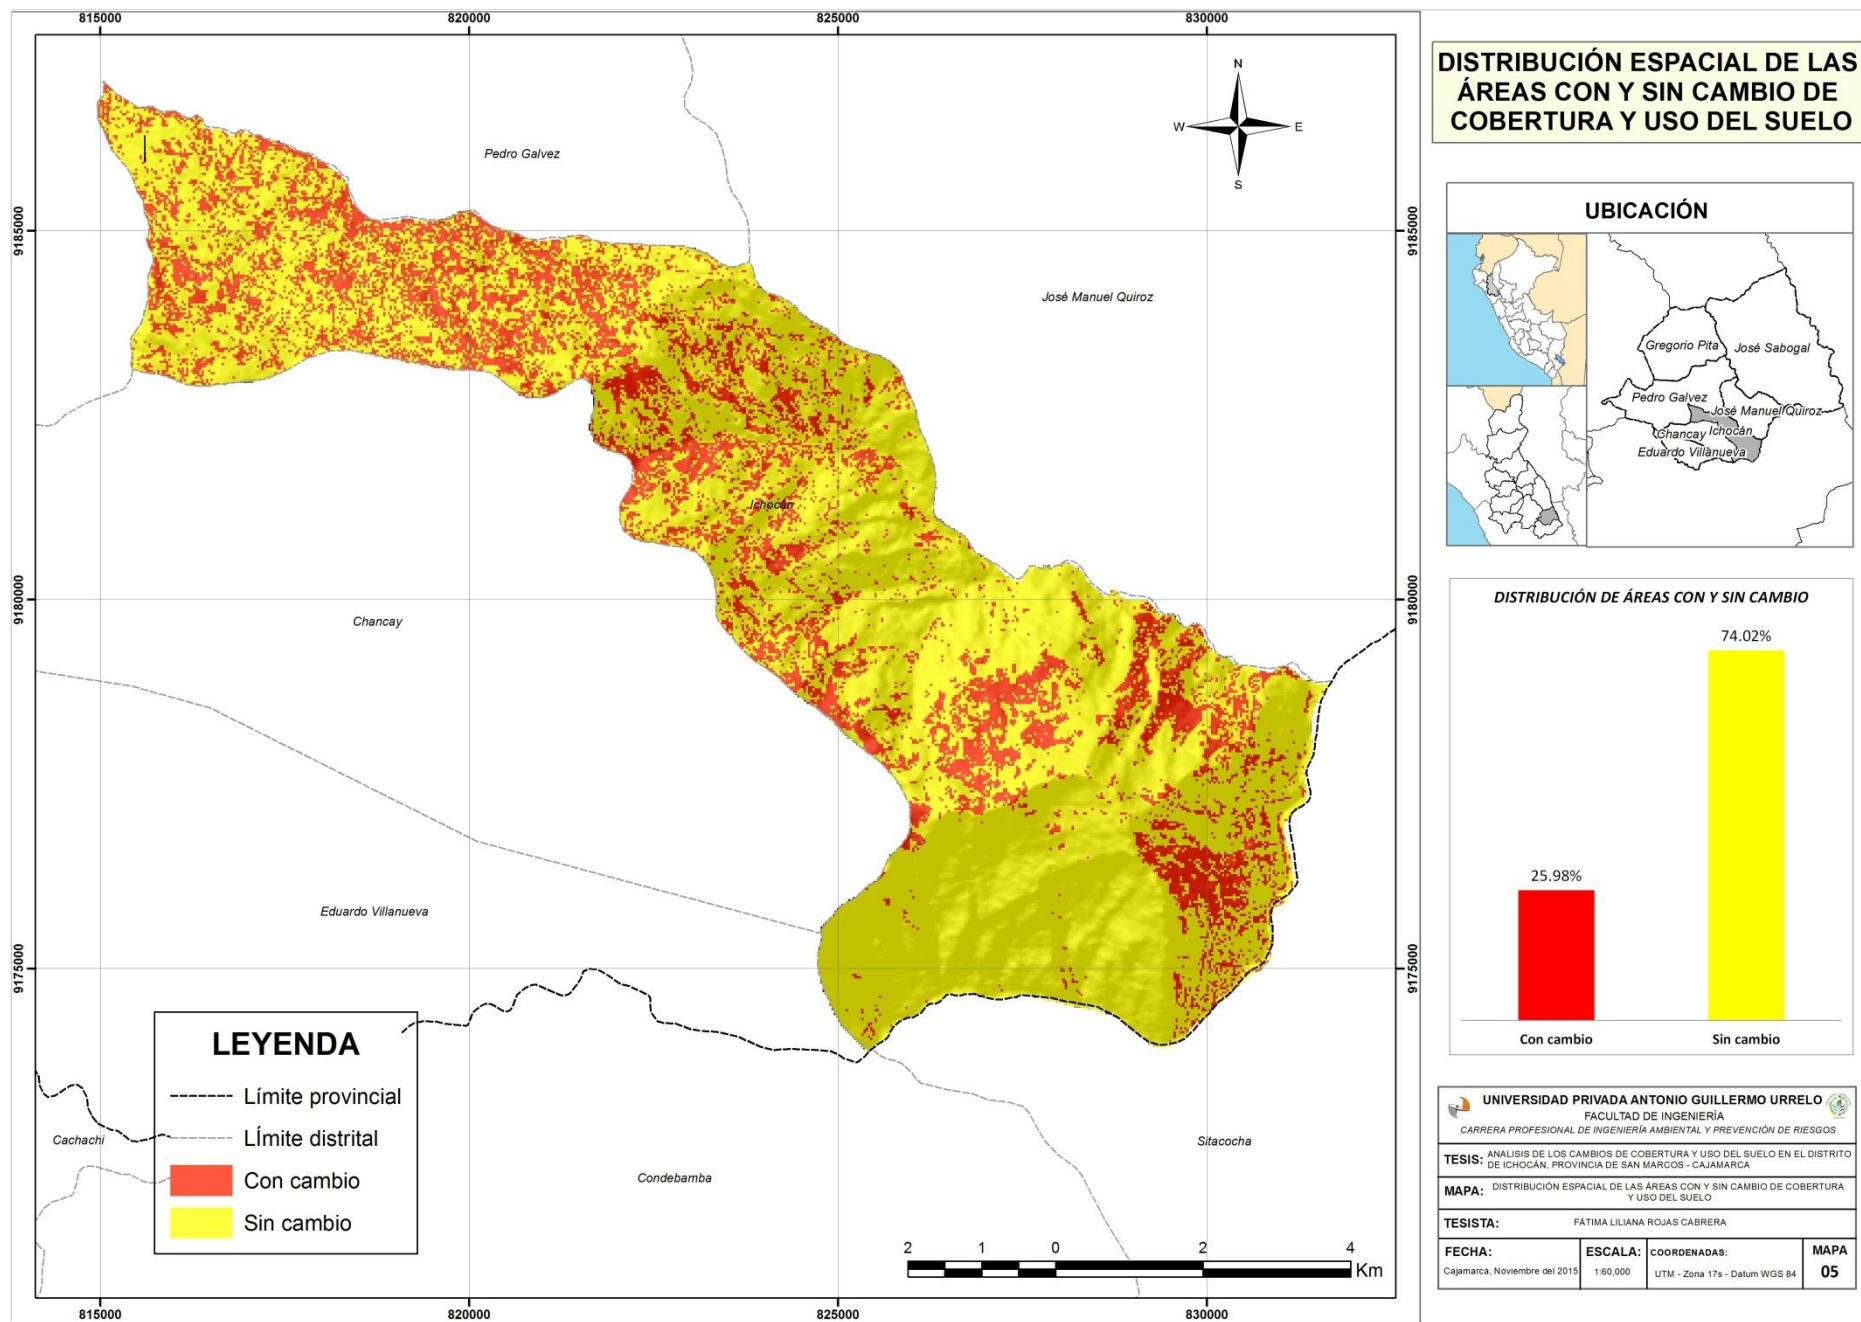 815000
820000
825000
830000
9185000
9180000
9175000
9185000
9180000
9175000
815000
820000
825000
830000
N
W
E
S
Pedro Galvez
José Manuel Quiroz
Ichocán
Chancay
Eduardo Villanueva
Cachachi
Condebamba
Sitacocha
LEYENDA
Límite provincial
LÍmite distrital
Con cambio
Sin cambio
2 1 0 2 4
Km
DISTRIBUCIÓN ESPACIAL DE LAS
ÁREAS CON Y SIN CAMBIO DE
COBERTURA Y USO DEL SUELO
UBICACIÓN
Gregorio Pita
José Sabogal
Pedro Galvez
José Manuel Quiroz
Chancay
Ichocán
Eduardo Villanueva
DISTRIBUCIÓN DE ÁREAS CON Y SIN CAMBIO
74.02%
25.98%
Con cambio
Sin cambio
UNIVERSIDAD PRIVADA ANTONIO GUILLERMO URRELO
FACULTAD DE INGENIERÍA
CARRERA PROFESIONAL DE INGENIERÍA AMBIENTAL Y PREVENCIÓN DE RIESGOS
TESIS: ANALISIS DE LOS CAMBIOS DE COBERTURA Y USO DEL SUELO EN EL DISTRITO
DE ICHOCÁN, PROVINCIA DE SAN MARCOS - CAJAMARCA
MAPA: DISTRIBUCIÓN ESPACIAL DE LAS ÁREAS CON Y SIN CAMBIO DE COBERTURA
Y USO DEL SUELO
TESISTA: FÁTIMA LILIANA ROJAS CABRERA
FECHA:
Cajamarca, Noviembre del 2015
ESCALA:
1:60,000
COORDENADAS:
UTM - Zona 17s - Datum WGS 84
MAPA
05